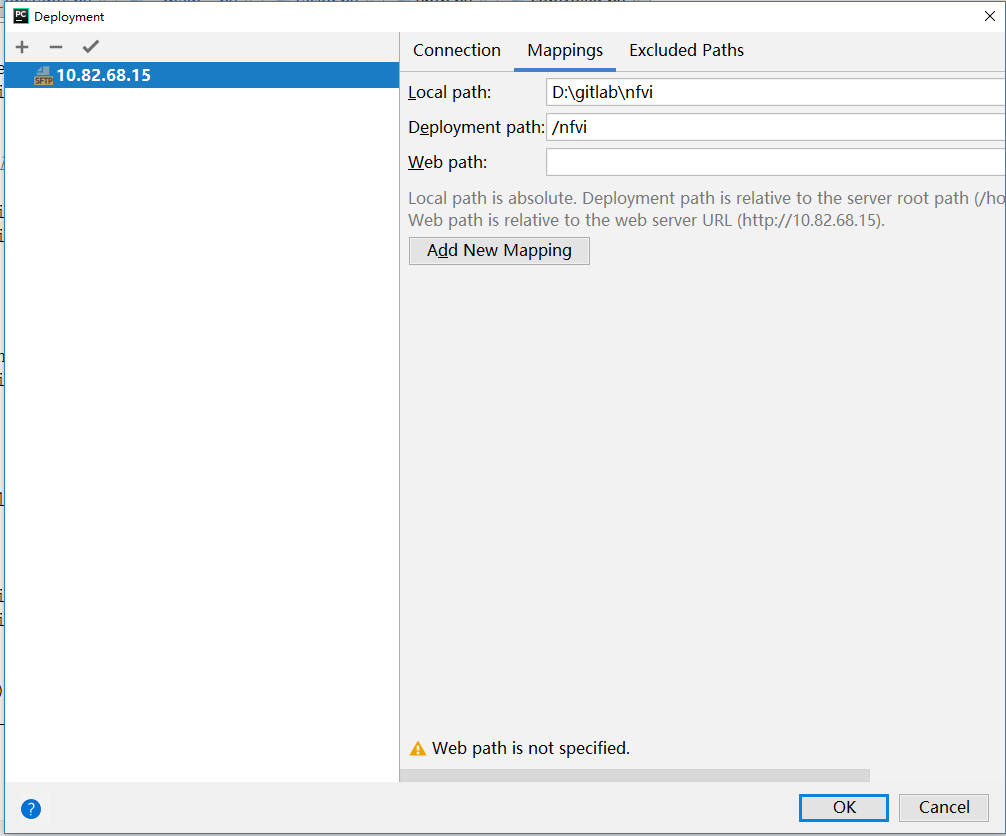 PC Deployment
Connection Mappings Excluded Paths
SFTP 10.82.68.15
Local path: D:\gitlab\nfvi
Deployment path: /nfvi
Web path:
Local path is absolute. Deployment path is relative to the server root path (/ho
Web path is relative to the web server URL (http://10.82.68.15).
Add New Mapping
Web path is not specified.
? OK Cancel